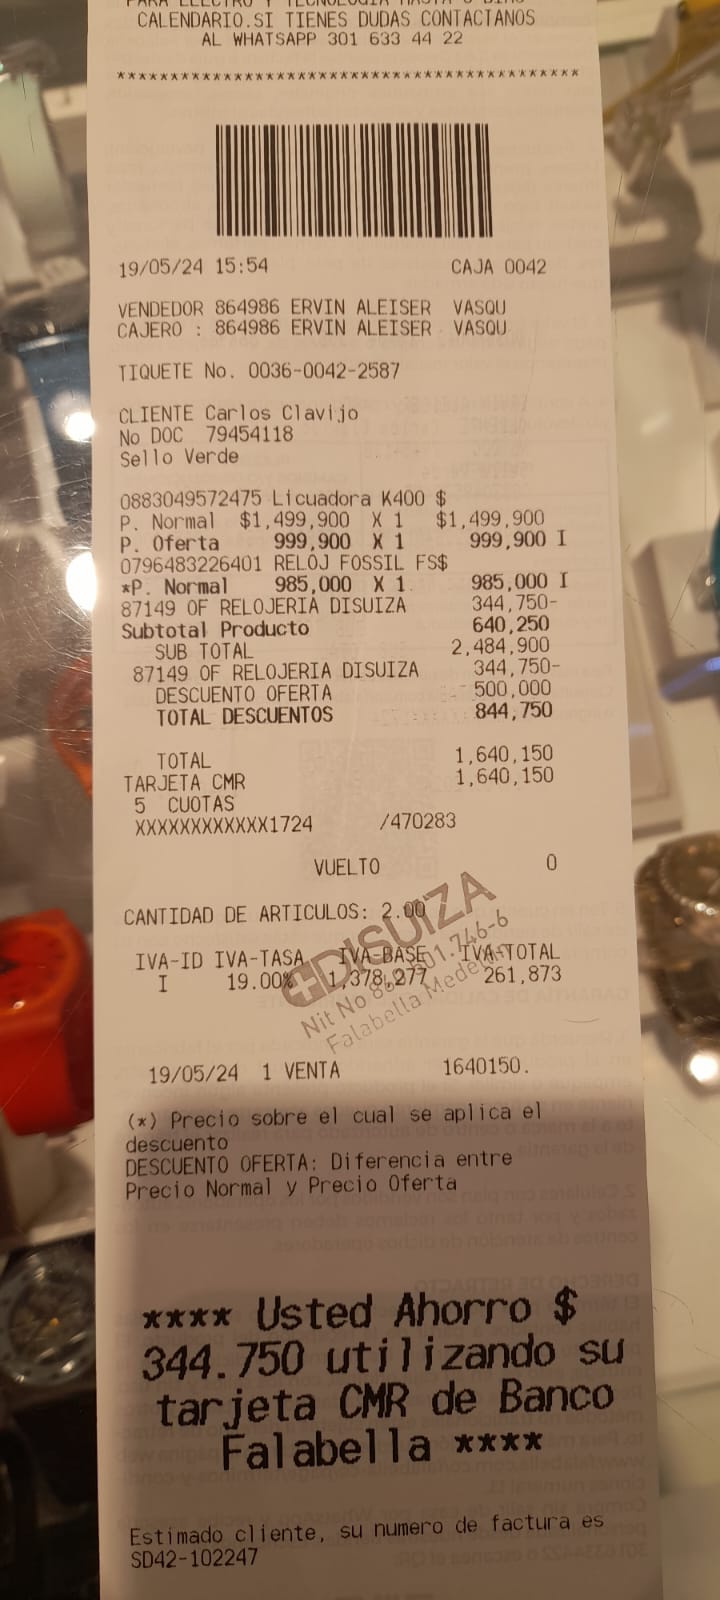 CALENDARIO.SI TIENES DUDAS CONTACTANOS
AL WHATSAPP 301 633 44 22
*******************************************
19/05/24 15:54 CAJA 0042
VENDEDOR 864986 ERVIN ALEISER VASQU
CAJERO : 864986 ERVIN ALEISER VASQU
TIQUETE No. 0036-0042-2587
CLIENTE Carlos Clavijo
No DOC 79454118
Sello Verde
0883049572475 Licuadora K400 $
P. Normal $1,499,900 X 1 $1,499,900
P. Oferta 999,900 X 1 999,900 I
0796483226401 RELOJ FOSSIL FS$
*P. Normal 985,000 X 1 985,000 I
87149 OF RELOJERIA DISUIZA 344,750-
Subtotal Producto 640,250
SUB TOTAL 2,484,900
87149 OF RELOJERIA DISUIZA 344,750-
DESCUENTO OFERTA 500,000
TOTAL DESCUENTOS 844,750
TOTAL 1,640,150
TARJETA CMR 1,640,150
5 CUOTAS
XXXXXXXXXXXX1724 /470283
VUELTO 0
CANTIDAD DE ARTICULOS: 2.00
DISUIZA
IVA-ID IVA-TASA IVA-BASE IVA-TOTAL
I 19.00% 1,378,277 261,873
Nit No 746-6
Falabella Medellin
19/05/24 1 VENTA 1640150.
(*) Precio sobre el cual se aplica el
descuento
DESCUENTO OFERTA: Diferencia entre
Precio Normal y Precio Oferta
**** Usted Ahorro $
344.750 utilizando su
tarjeta CMR de Banco
Falabella ****
Estimado cliente, su numero de factura es
SD42-102247